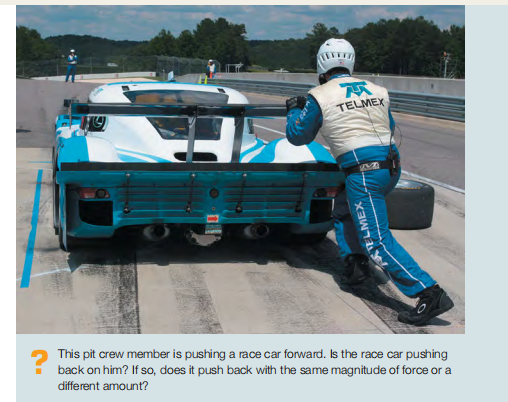 TELMEX
TELMEX
?
This pit crew member is pushing a race car forward. Is the race car pushing
back on him? If so, does it push back with the same magnitude of force or a
different amount?